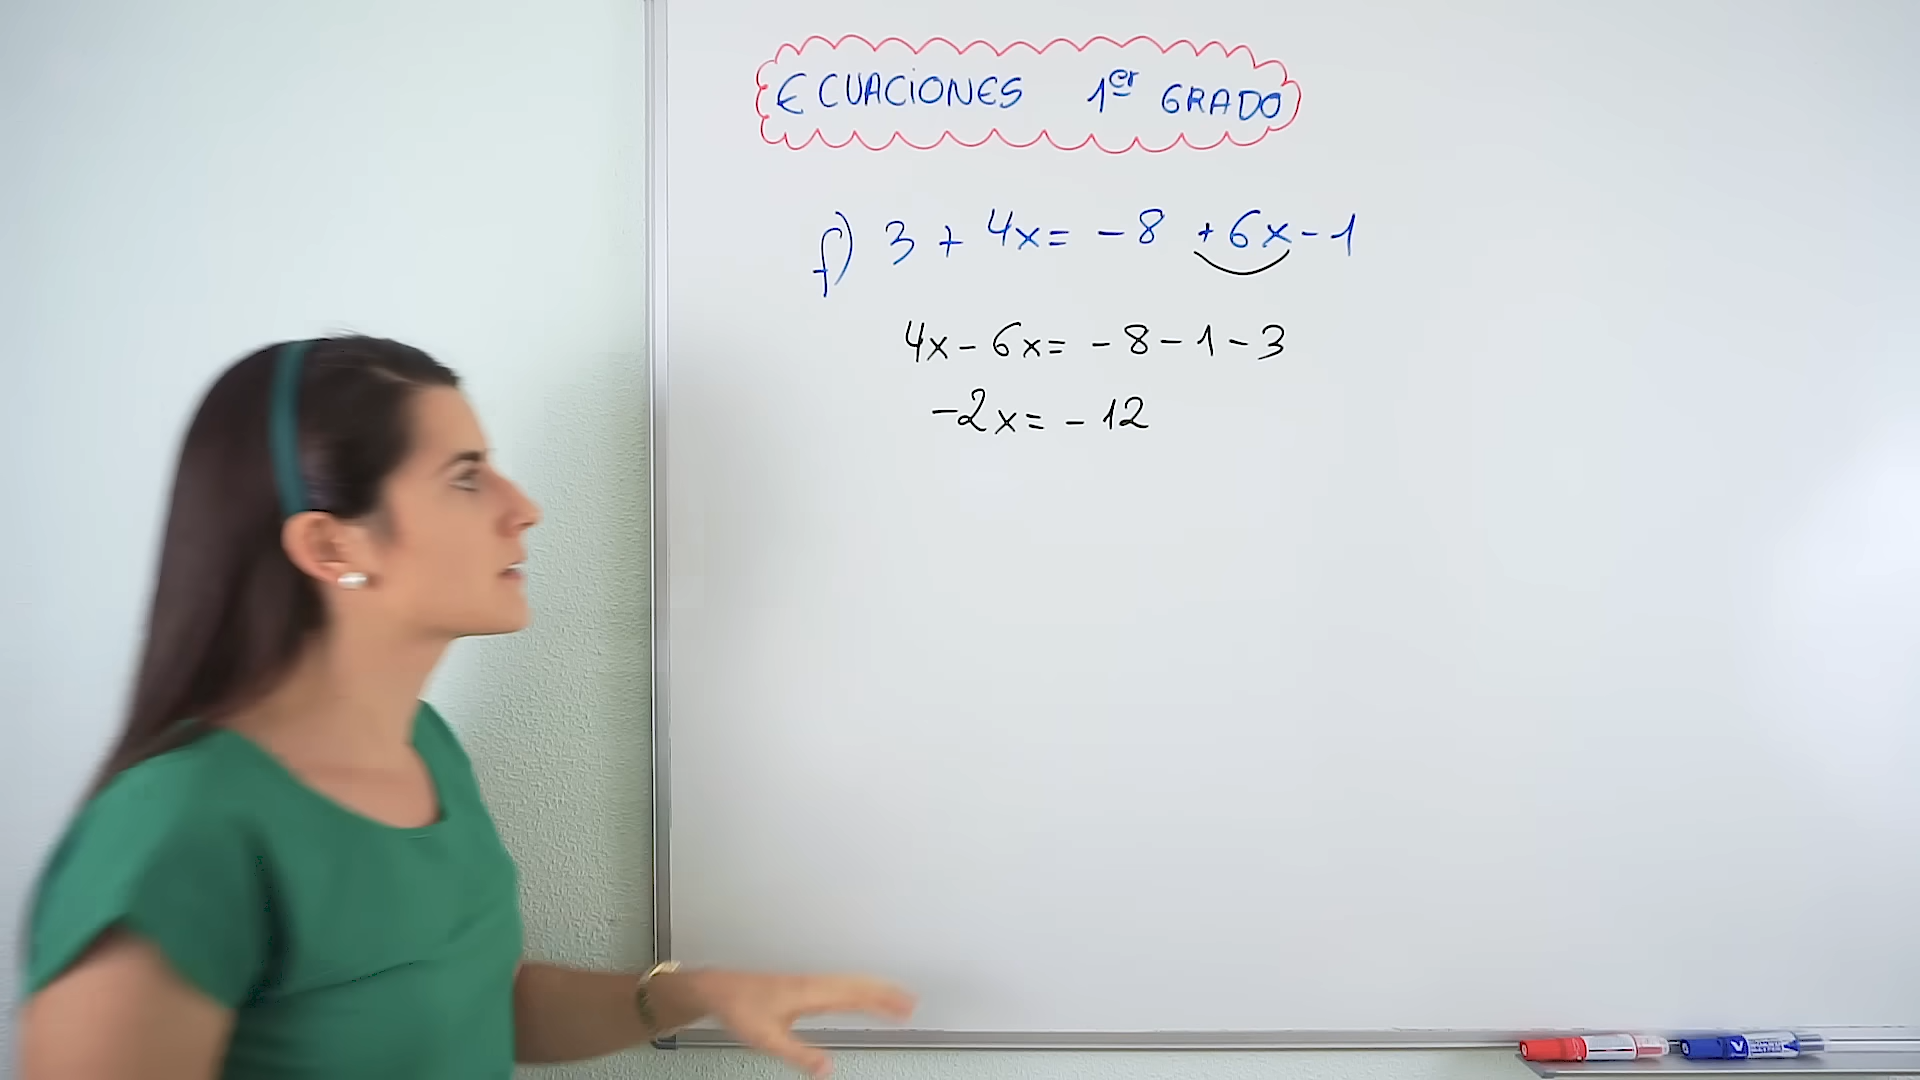 ECUACIONES 1er GRADO
f) 3 + 4x = -8 +6x - 1
4x - 6x = -8 - 1 - 3
-2x = -12